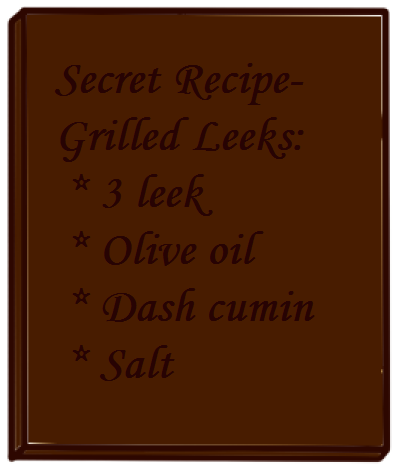 Secret Recipe-
Grilled Leeks:
* 3 leek
* Olive oil
* Dash cumin
* Salt